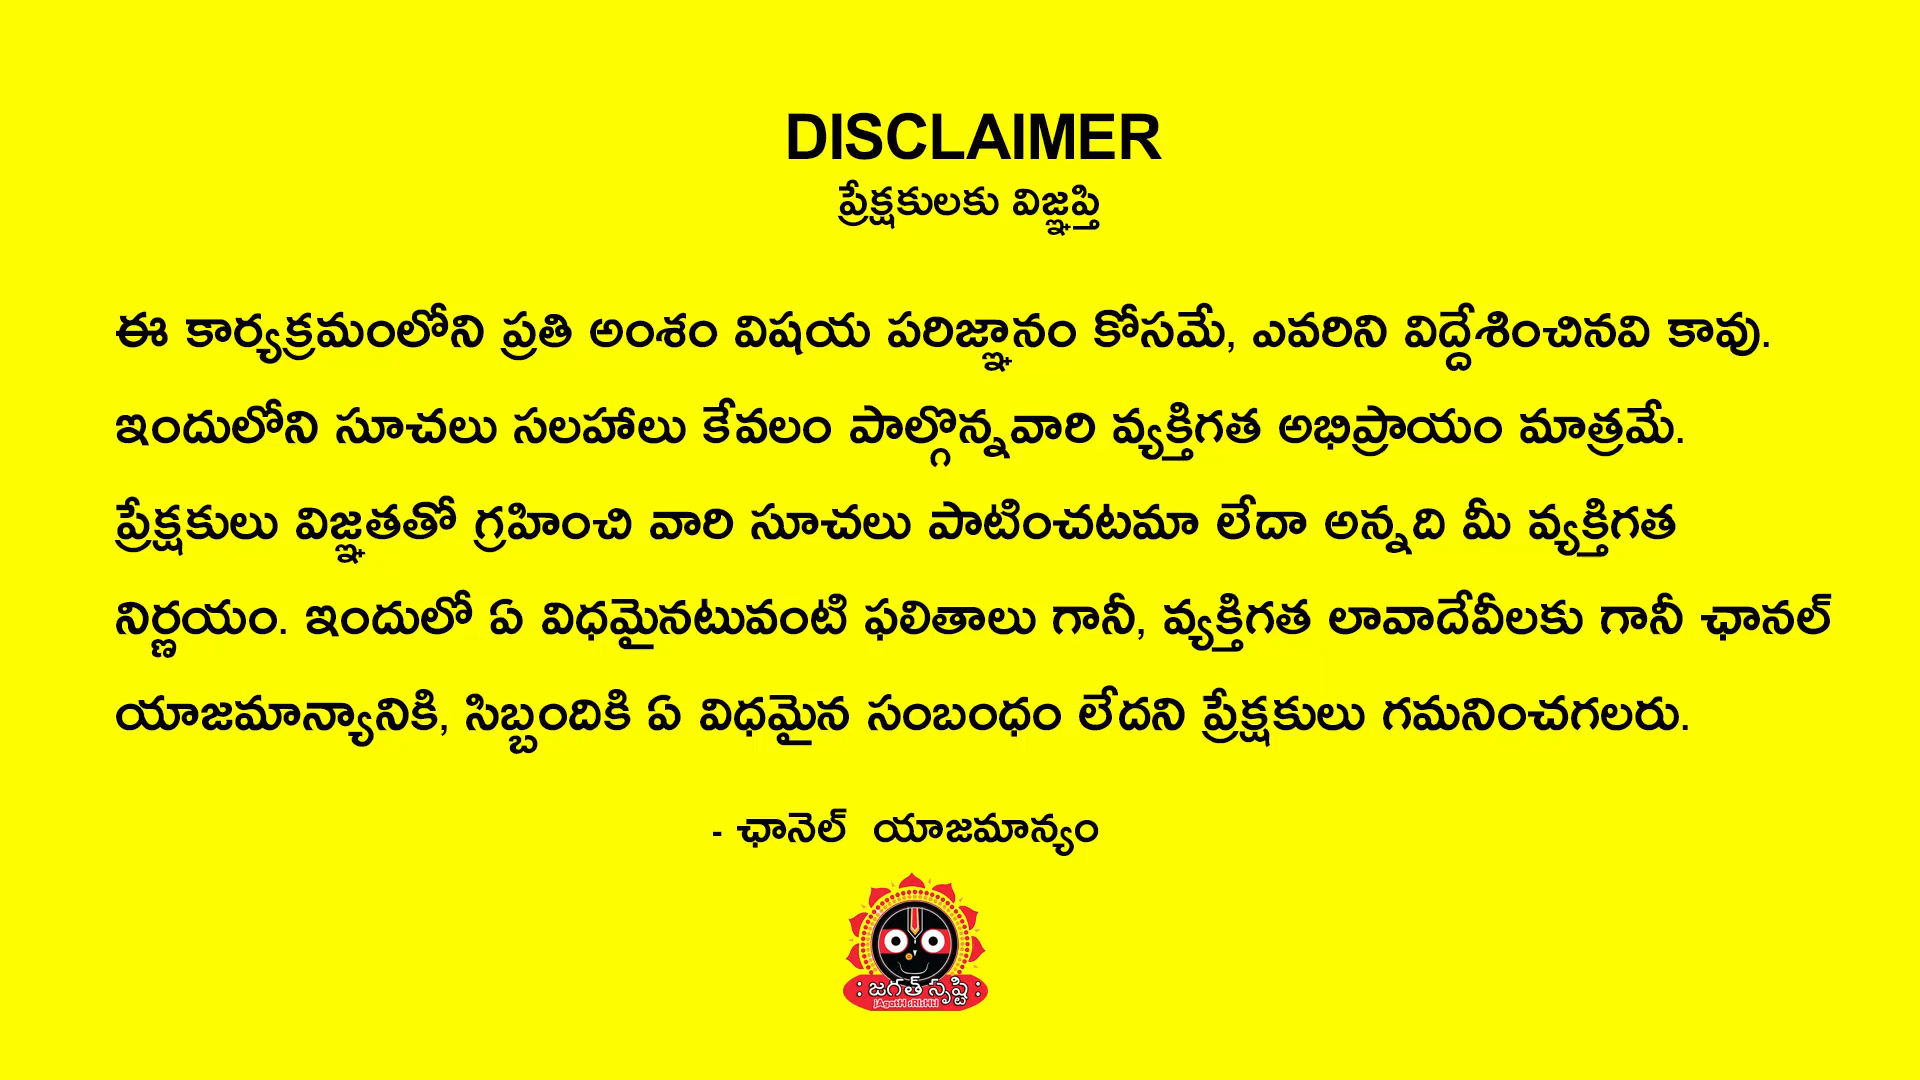 DISCLAIMER
ప్రేక్షకులకు విజ్ఞప్తి
ఈ కార్యక్రమంలోని ప్రతి అంశం విషయ పరిజ్ఞానం కోసమే, ఎవరిని విద్దేశించినవి కావు.
ఇందులోని సూచలు సలహాలు కేవలం పాల్గొన్నవారి వ్యక్తిగత అభిప్రాయం మాత్రమే.
ప్రేక్షకులు విజ్ఞతతో గ్రహించి వారి సూచలు పాటించటమా లేదా అన్నది మీ వ్యక్తిగత
నిర్ణయం. ఇందులో ఏ విధమైనటువంటి ఫలితాలు గానీ, వ్యక్తిగత లావాదేవీలకు గానీ ఛానల్
యాజమాన్యానికి, సిబ్బందికి ఏ విధమైన సంబంధం లేదని ప్రేక్షకులు గమనించగలరు.
- ఛానెల్ యాజమాన్యం
: జగత్ సృష్టి :
jAgatH sRIsHtI